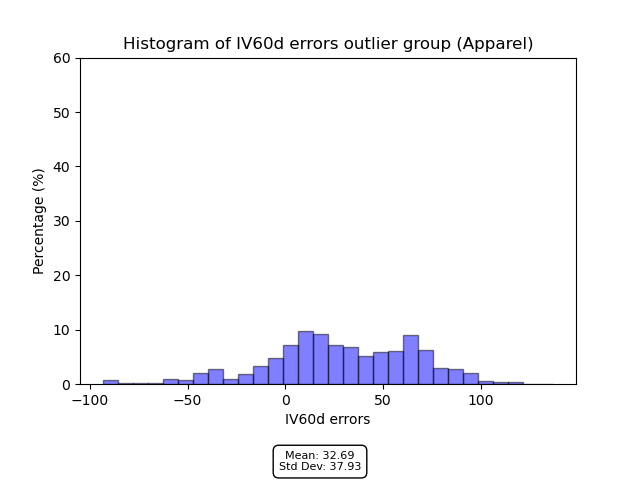 Histogram of IV60d errors outlier group (Apparel)
60
50
40
30
20
10
0
Percentage (%)
−100
−50
0
50
100
IV60d errors
Mean: 32.69
Std Dev: 37.93